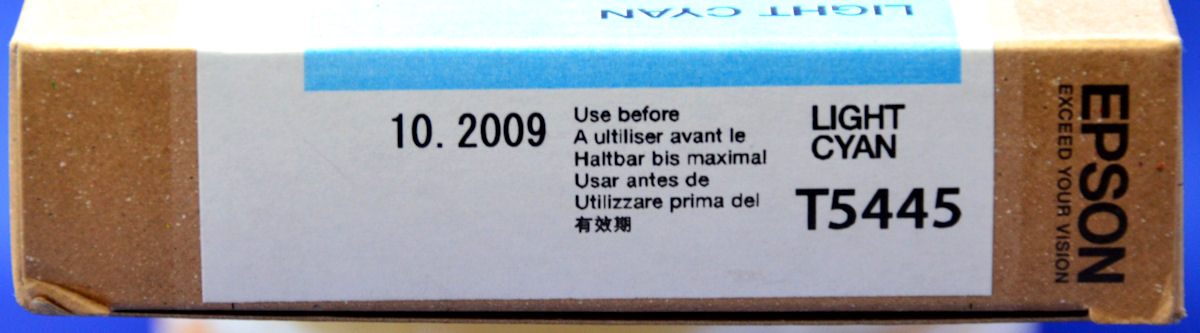 LIGHT CYAN
10. 2009
Use before
A ultiliser avant le
Haltbar bis maximal
Usar antes de
Utilizzare prima del
有效期
LIGHT
CYAN
T5445
EPSON
EXCEED YOUR VISION